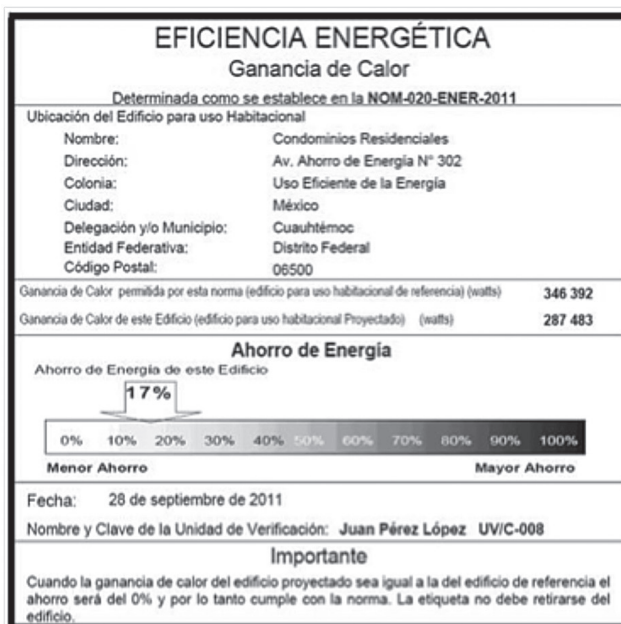 EFICIENCIA ENERGÉTICA
Ganancia de Calor
Determinada como se establece en la NOM-020-ENER-2011
Ubicación del Edificio para uso Habitacional
Nombre: Condominios Residenciales
Dirección: Av. Ahorro de Energía N° 302
Colonia: Uso Eficiente de la Energía
Ciudad: México
Delegación y/o Municipio: Cuauhtémoc
Entidad Federativa: Distrito Federal
Código Postal: 06500
Ganancia de Calor permitida por esta norma (edificio para uso habitacional de referencia) (watts) 346 392
Ganancia de Calor de este Edificio (edificio para uso habitacional Proyectado) (watts) 287 483
Ahorro de Energía
Ahorro de Energía de este Edificio
17%
0% 10% 20% 30% 40% 50% 60% 70% 80% 90% 100%
Menor Ahorro Mayor Ahorro
Fecha: 28 de septiembre de 2011
Nombre y Clave de la Unidad de Verificación: Juan Pérez López UV/C-008
Importante
Cuando la ganancia de calor del edificio proyectado sea igual a la del edificio de referencia el
ahorro será del 0% y por lo tanto cumple con la norma. La etiqueta no debe retirarse del
edificio.